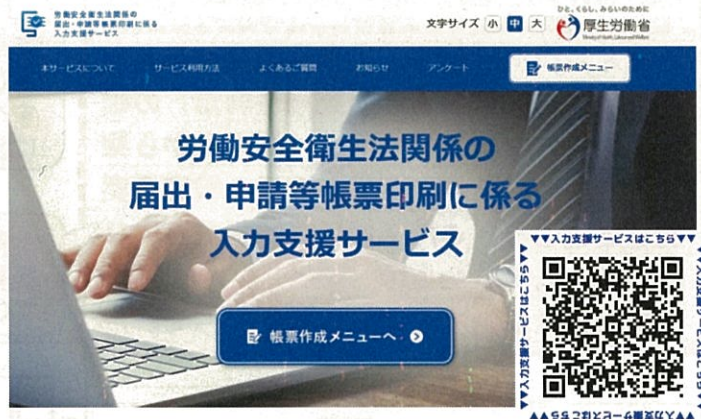 労働安全衛生法関係の
届出・申請等帳票印刷に係る
入力支援サービス
文字サイズ 小 中 大
ひと、くらし、みらいのために
厚生労働省
Ministry of Health, Labour and Welfare
本サービスについて サービス利用方法 よくあるご質問 お知らせ アンケート 帳票作成メニュー
労働安全衛生法関係の
届出・申請等帳票印刷に係る
入力支援サービス
帳票作成メニューへ
▼▼入力支援サービスはこちら▼▼
▼▼入力支援サービスはこちら▼▼
▼▼入力支援サービスはこちら▼▼
▼▼入力支援サービスはこちら▼▼